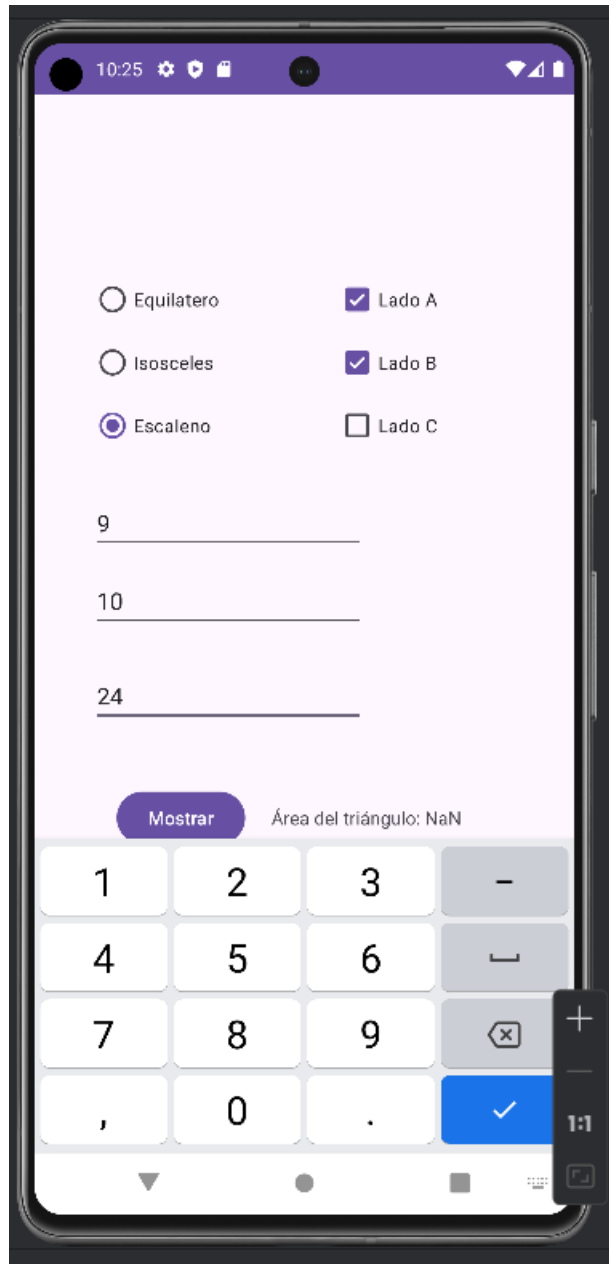 10:25
Equilatero Lado A
Isosceles Lado B
Escaleno Lado C
9
10
24
Mostrar Área del triángulo: NaN
1 2 3 -
4 5 6
7 8 9
, 0 .
1:1